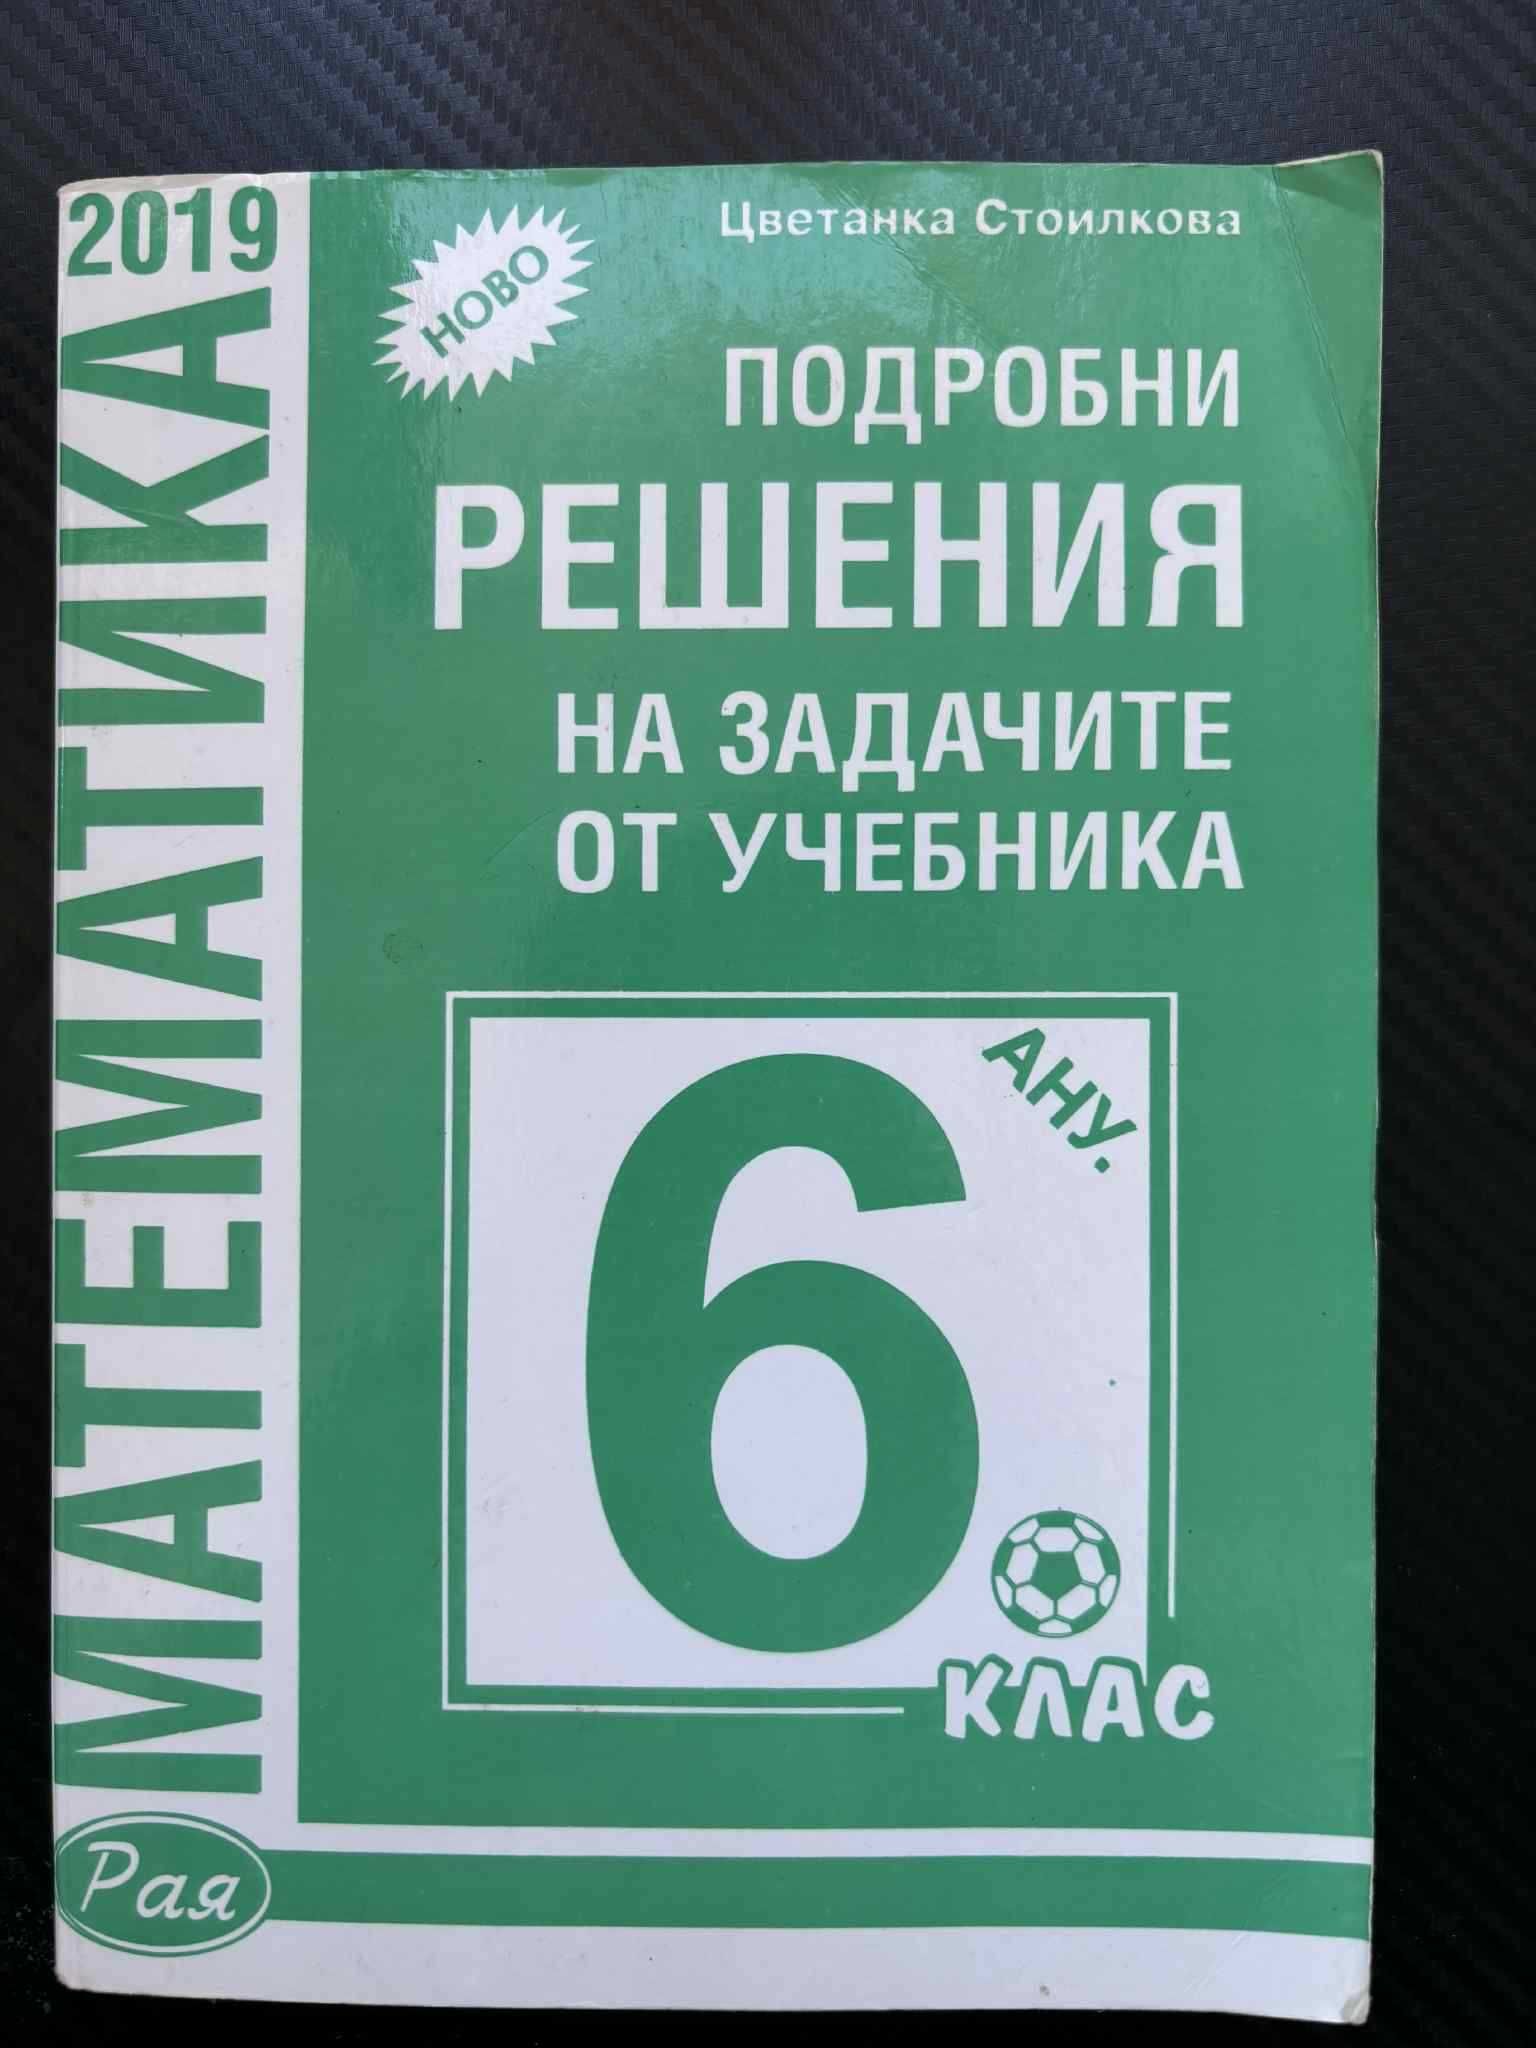 2019
МАТЕМАТИКА
НОВО
Цветанка Стоилкова
ПОДРОБНИ
РЕШЕНИЯ
НА ЗАДАЧИТЕ
ОТ УЧЕБНИКА
АНУ.
6
КЛАС
Рая